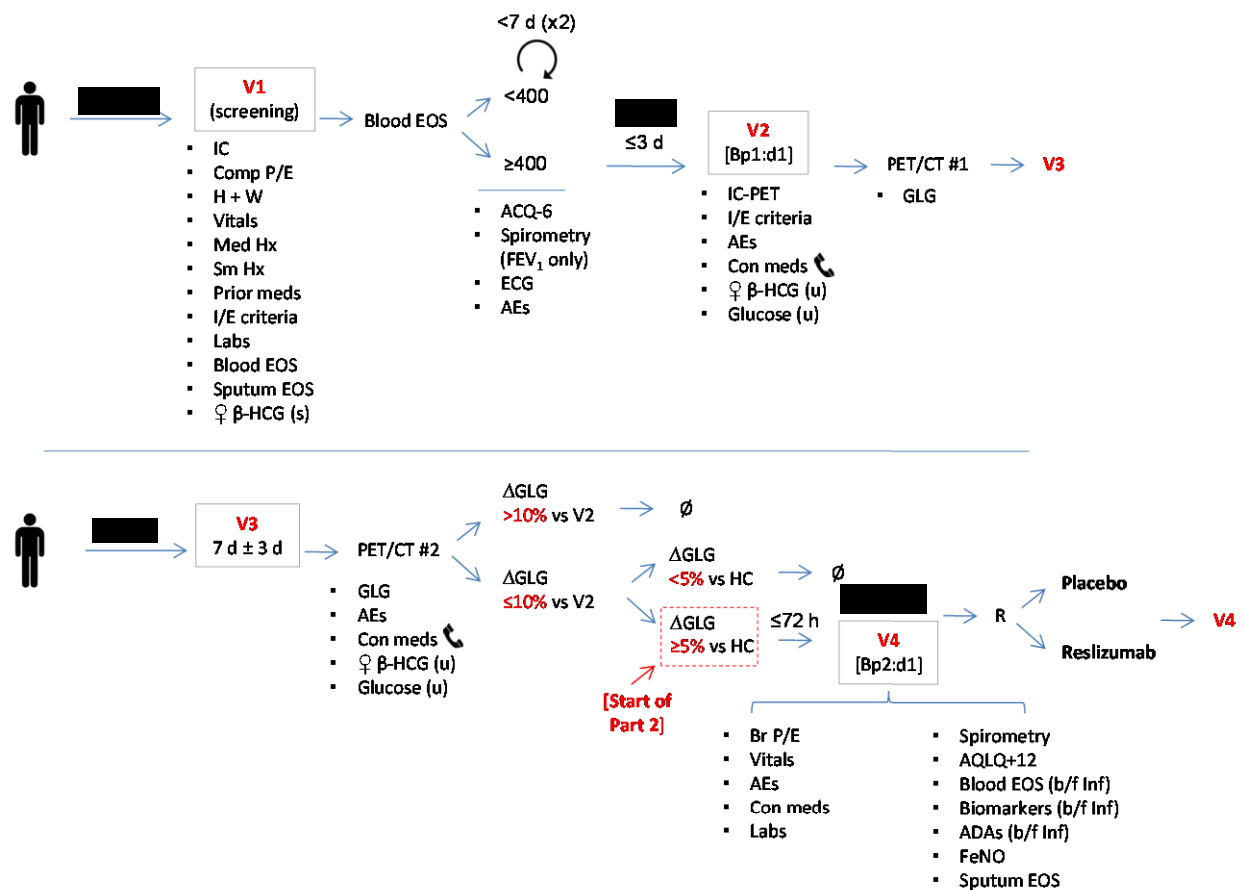 <7 d (x2)
V1
(screening)
Blood EOS
<400
≥400
≤3 d
V2
[Bp1:d1]
PET/CT #1
V3
▪ IC
▪ Comp P/E
▪ H + W
▪ Vitals
▪ Med Hx
▪ Sm Hx
▪ Prior meds
▪ I/E criteria
▪ Labs
▪ Blood EOS
▪ Sputum EOS
▪ ♀ β-HCG (s)
▪ ACQ-6
▪ Spirometry
(FEV₁ only)
▪ ECG
▪ AEs
▪ IC-PET
▪ I/E criteria
▪ AEs
▪ Con meds
▪ ♀ β-HCG (u)
▪ Glucose (u)
▪ GLG
V3
7 d ± 3 d
PET/CT #2
▪ GLG
▪ AEs
▪ Con meds
▪ ♀ β-HCG (u)
▪ Glucose (u)
ΔGLG
>10% vs V2
ø
ΔGLG
≤10% vs V2
ΔGLG
<5% vs HC
ø
ΔGLG
≥5% vs HC
[Start of
Part 2]
≤72 h
V4
[Bp2:d1]
R
Placebo
Reslizumab
V4
▪ Br P/E
▪ Vitals
▪ AEs
▪ Con meds
▪ Labs
▪ Spirometry
▪ AQLQ+12
▪ Blood EOS (b/f Inf)
▪ Biomarkers (b/f Inf)
▪ ADAs (b/f Inf)
▪ FeNO
▪ Sputum EOS